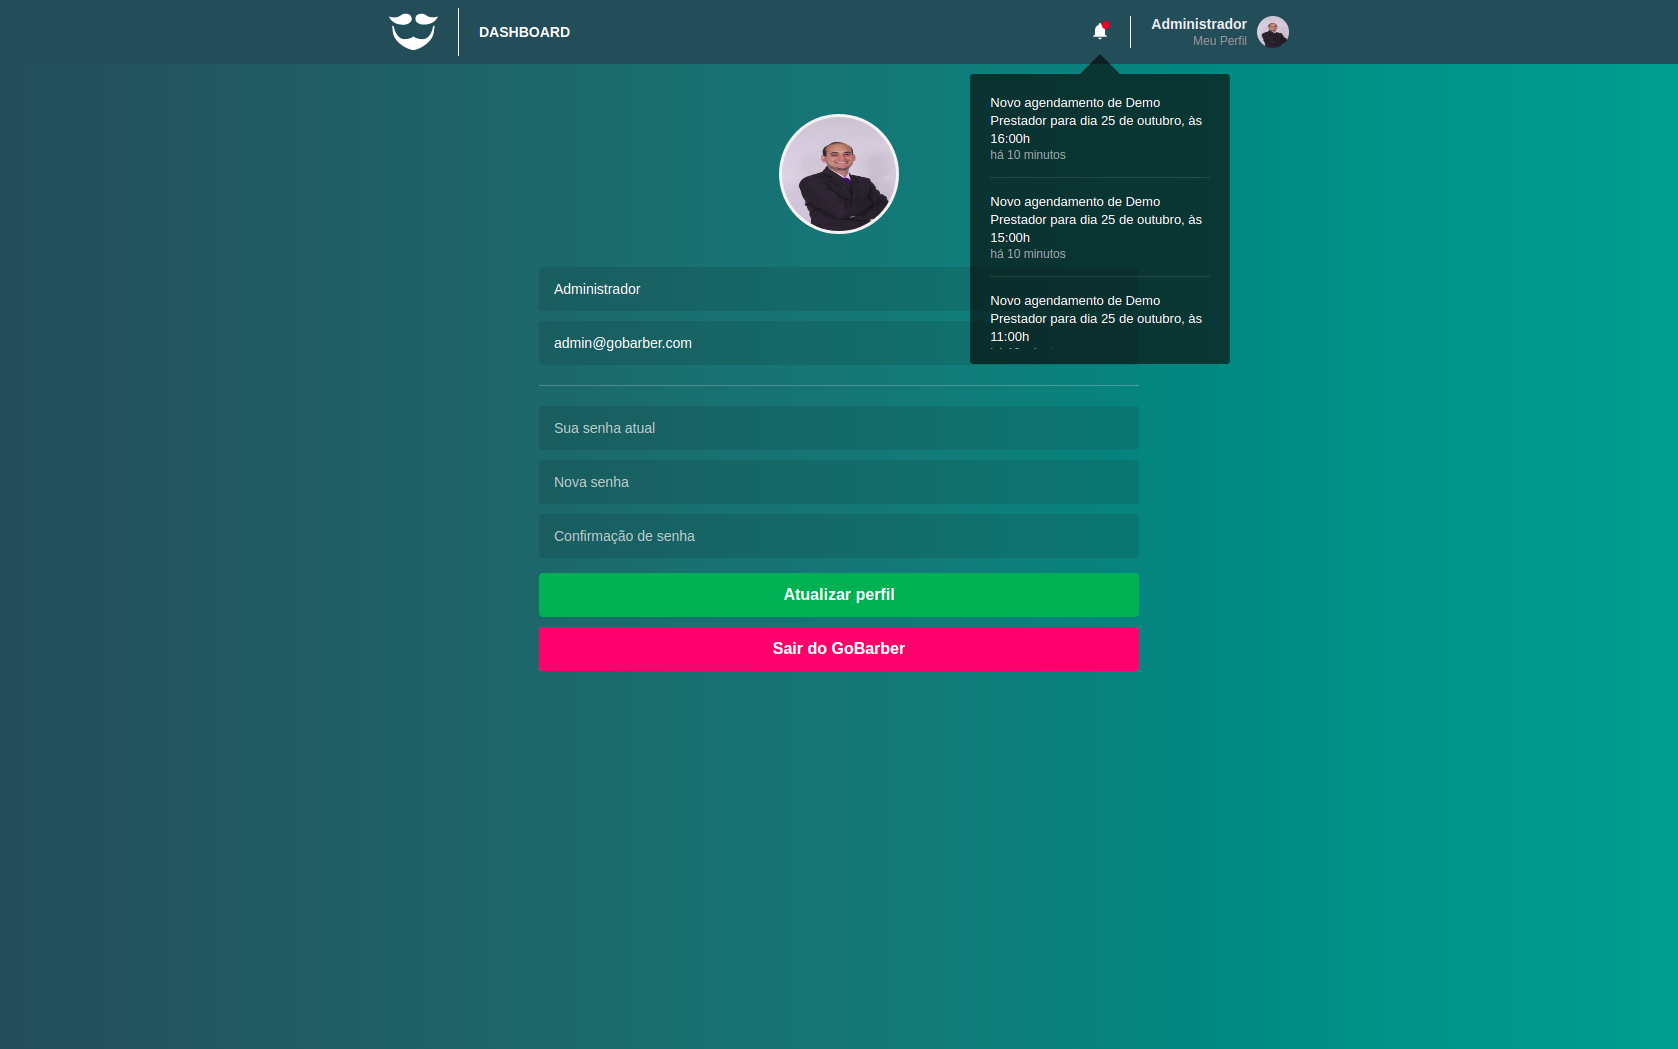 DASHBOARD
Administrador
Meu Perfil
Novo agendamento de Demo
Prestador para dia 25 de outubro, às
16:00h
há 10 minutos
Novo agendamento de Demo
Prestador para dia 25 de outubro, às
15:00h
há 10 minutos
Novo agendamento de Demo
Prestador para dia 25 de outubro, às
11:00h
Administrador
admin@gobarber.com
Sua senha atual
Nova senha
Confirmação de senha
Atualizar perfil
Sair do GoBarber